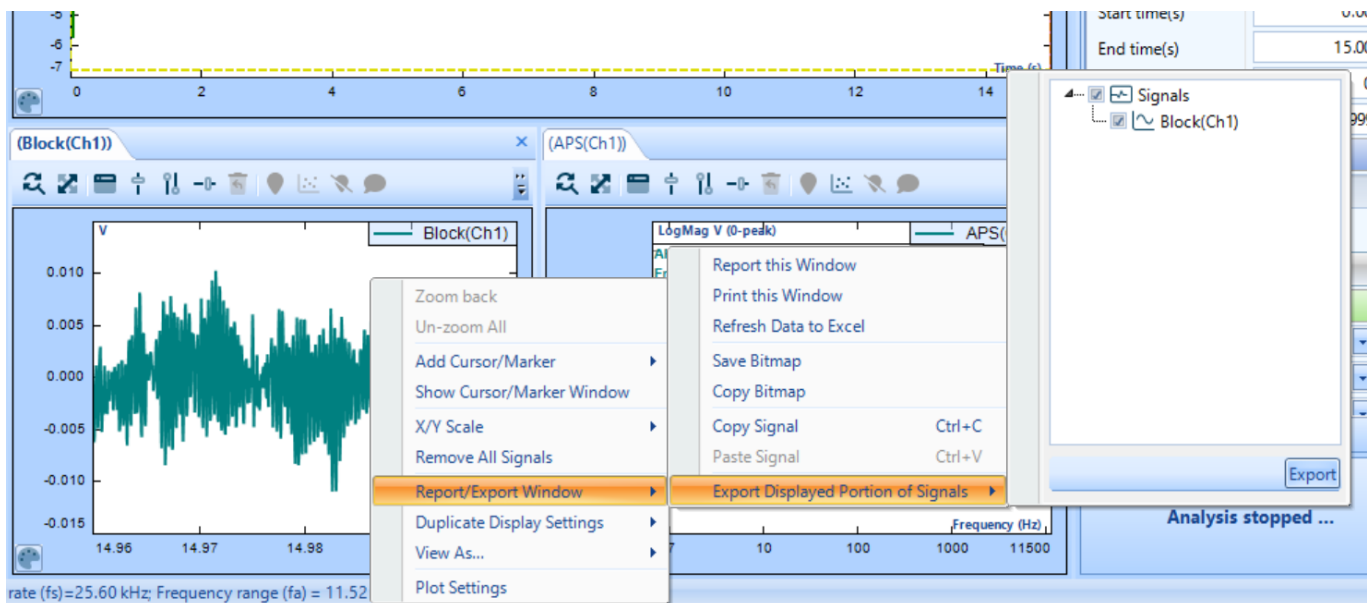 -5
-6
-7
Time (s)
0 2 4 6 8 10 12 14
Start time(s)
End time(s) 15.00
Signals
Block(Ch1)
(Block(Ch1)) × (APS(Ch1))
V
Block(Ch1)
0.010
0.005
0.000
-0.005
-0.010
-0.015
14.96 14.97 14.98
LogMag V (0-peak)
APS(
Zoom back
Un-zoom All
Add Cursor/Marker
Show Cursor/Marker Window
X/Y Scale
Remove All Signals
Report/Export Window
Duplicate Display Settings
View As...
Plot Settings
Report this Window
Print this Window
Refresh Data to Excel
Save Bitmap
Copy Bitmap
Copy Signal Ctrl+C
Paste Signal Ctrl+V
Export Displayed Portion of Signals
Export
Analysis stopped ...
Frequency (Hz)
10 100 1000 11500
rate (fs)=25.60 kHz; Frequency range (fa) = 11.52